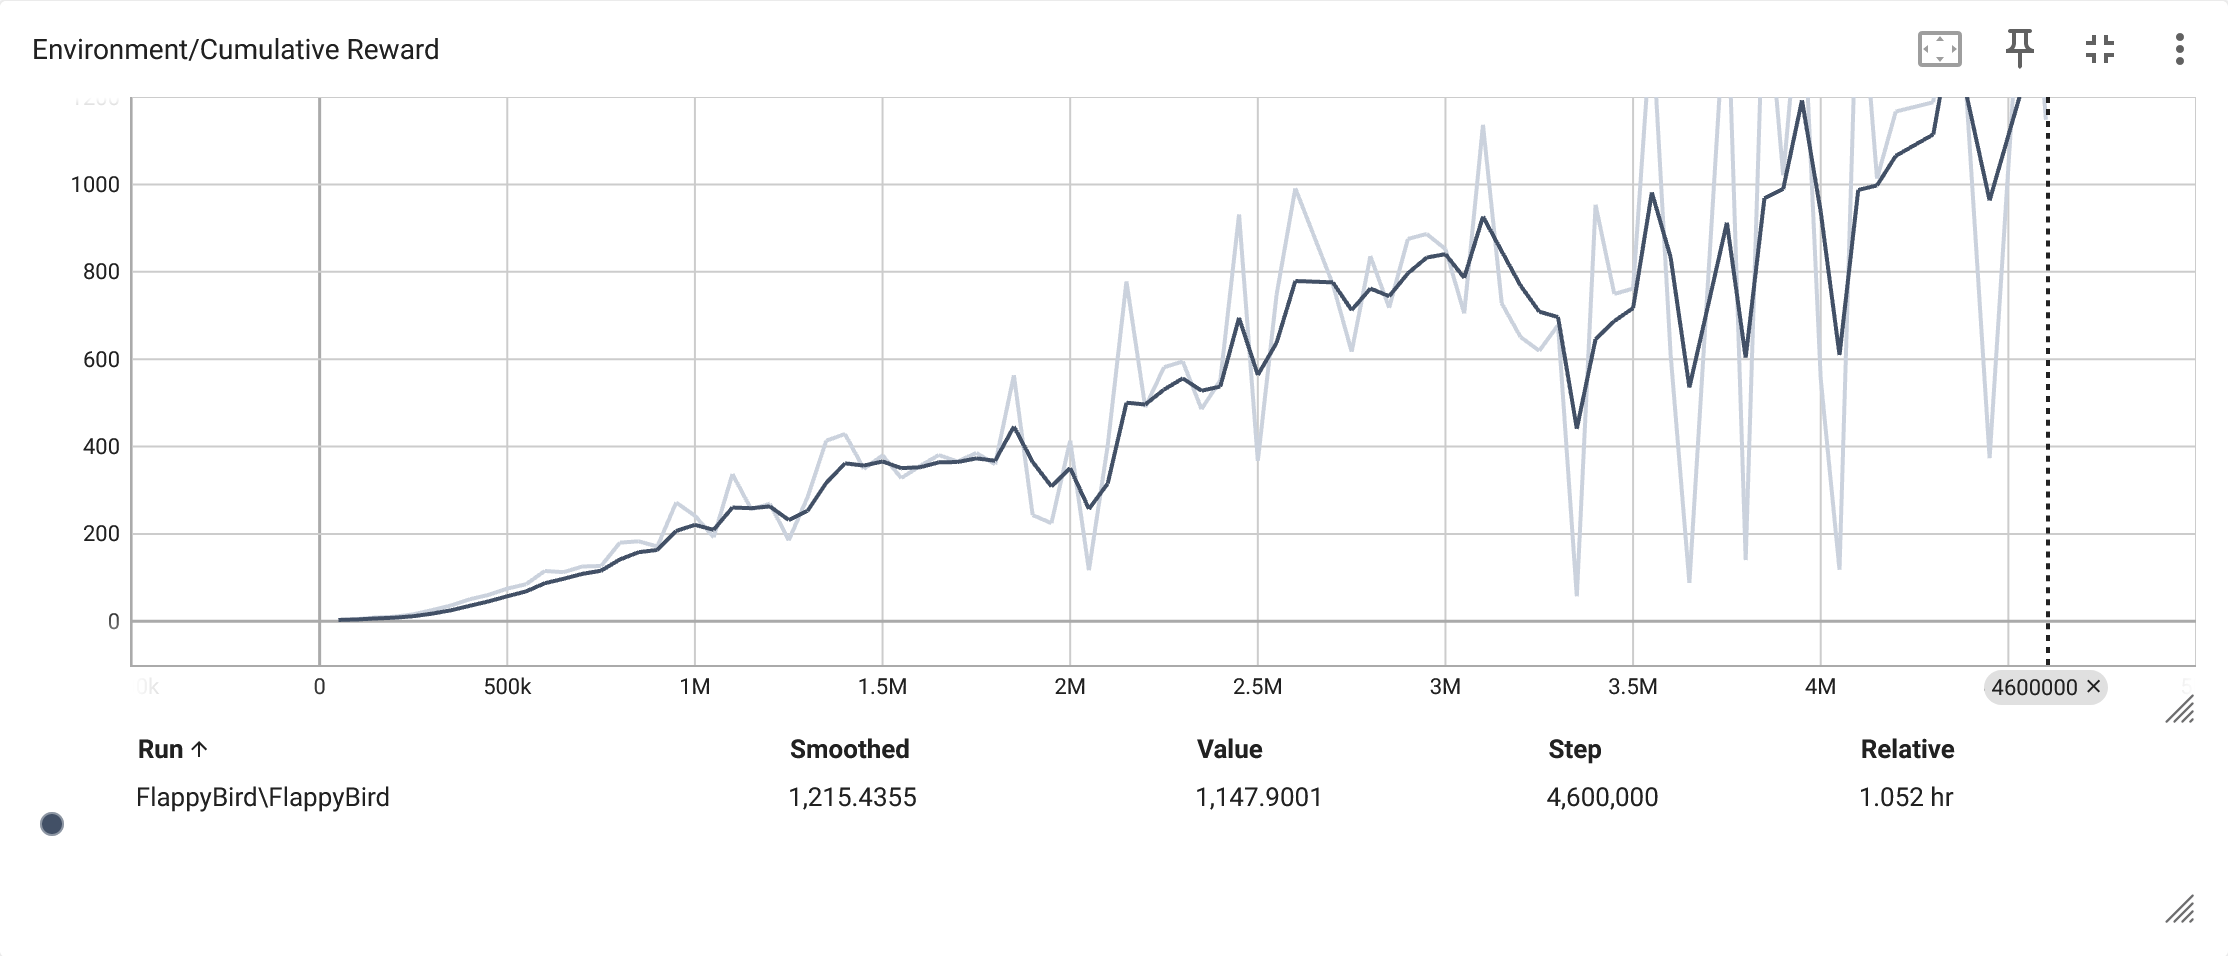 Environment/Cumulative Reward
1200
1000
800
600
400
200
0
0k 0 500k 1M 1.5M 2M 2.5M 3M 3.5M 4M 4600000 ×
Run ↑ Smoothed Value Step Relative
FlappyBird\FlappyBird 1,215.4355 1,147.9001 4,600,000 1.052 hr